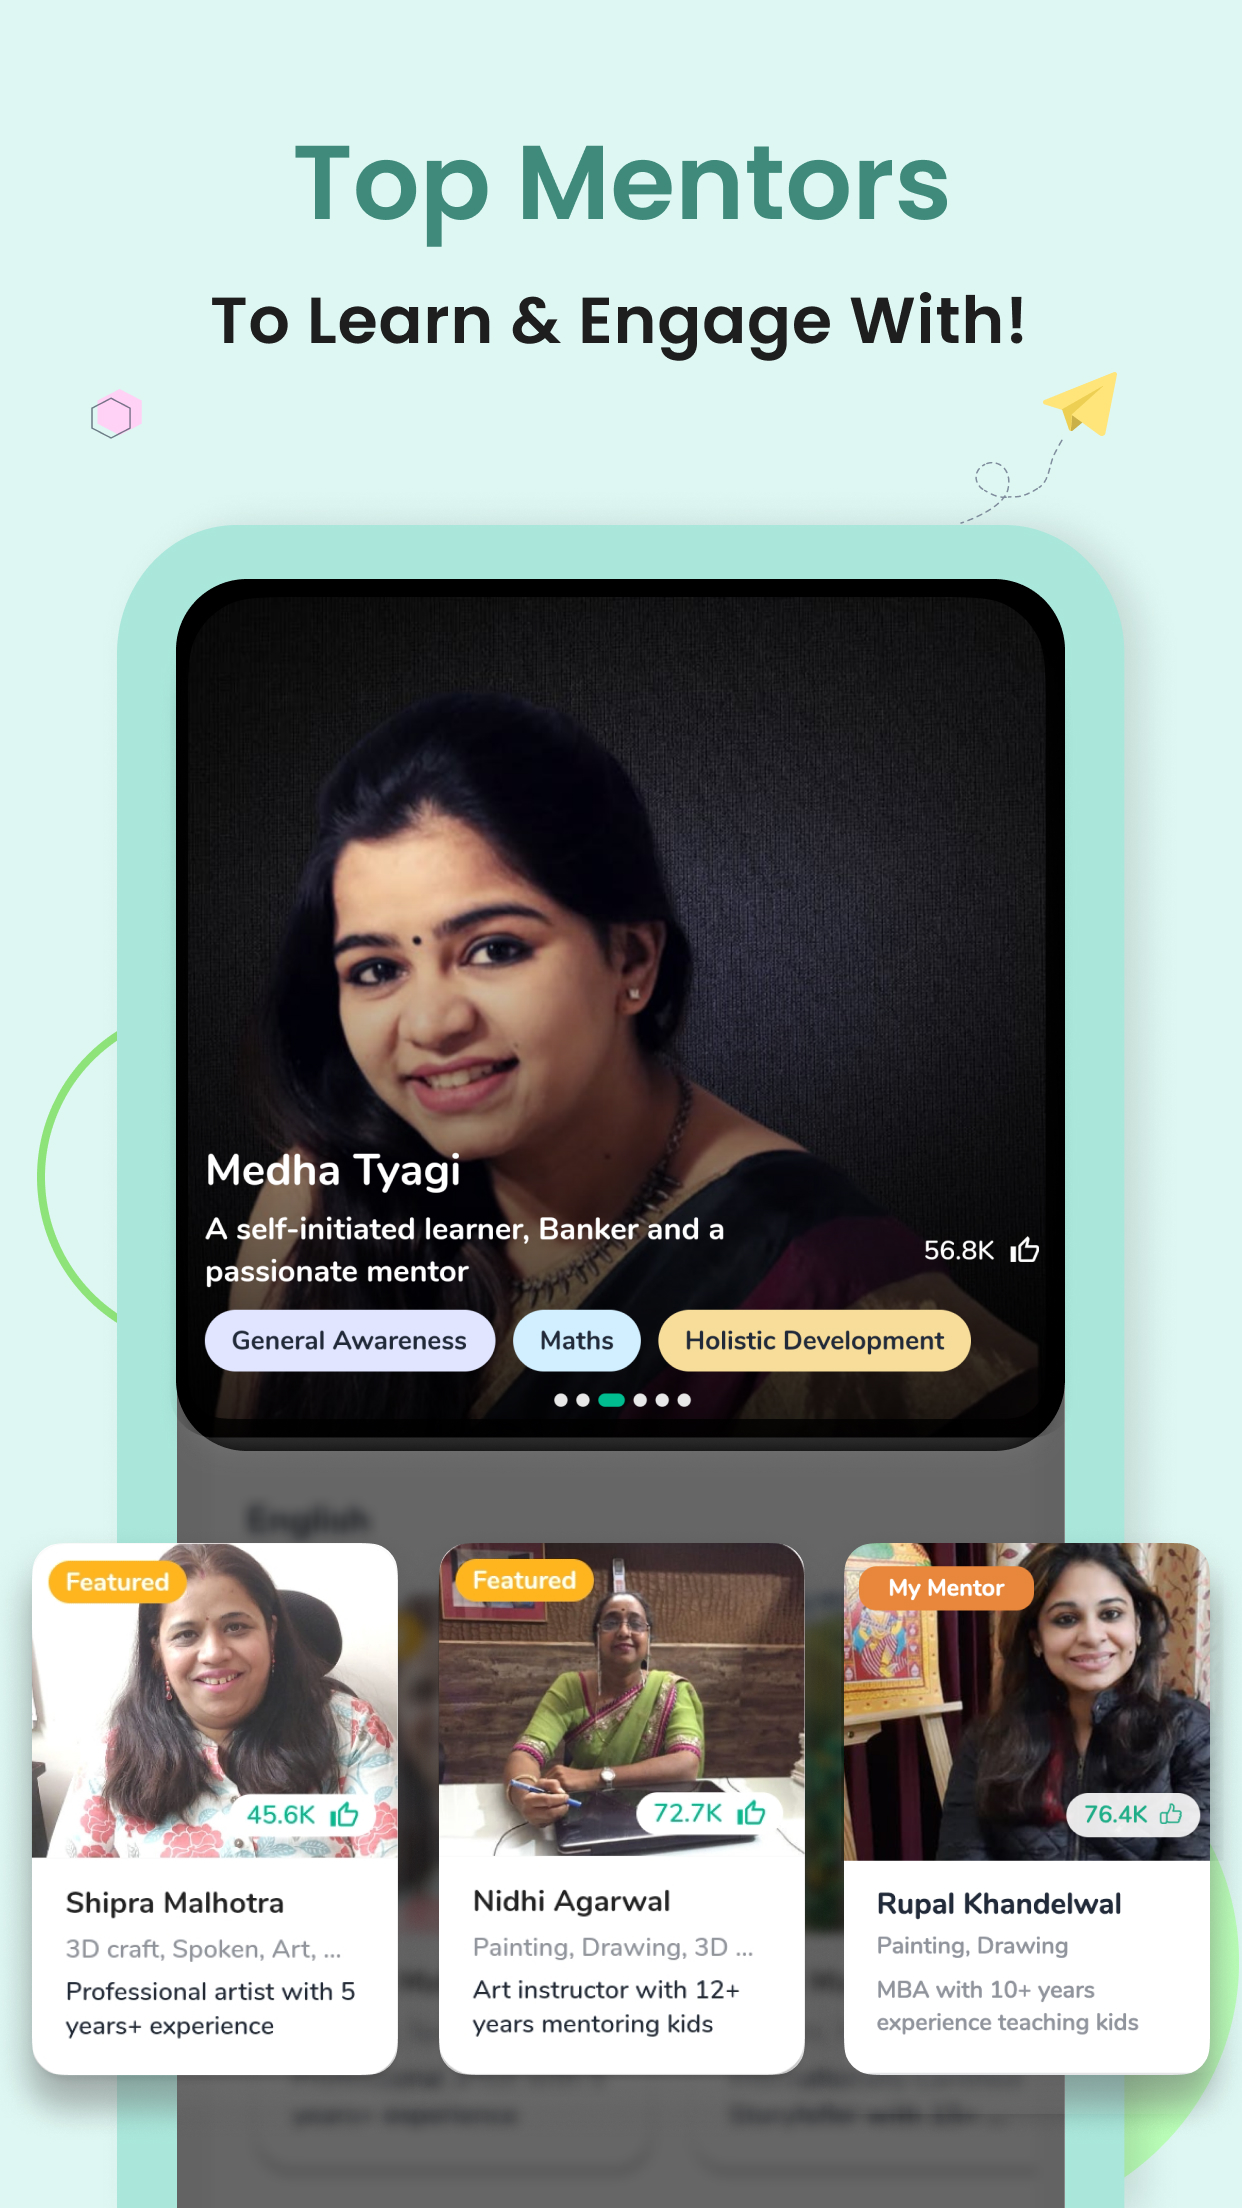 Top Mentors
To Learn & Engage With!
Medha Tyagi
A self-initiated learner, Banker and a
passionate mentor
56.8K
General Awareness
Maths
Holistic Development
English
Featured
45.6K
Shipra Malhotra
3D craft, Spoken, Art, ...
Professional artist with 5
years+ experience
Featured
72.7K
Nidhi Agarwal
Painting, Drawing, 3D ...
Art instructor with 12+
years mentoring kids
My Mentor
76.4K
Rupal Khandelwal
Painting, Drawing
MBA with 10+ years
experience teaching kids
years+ experience